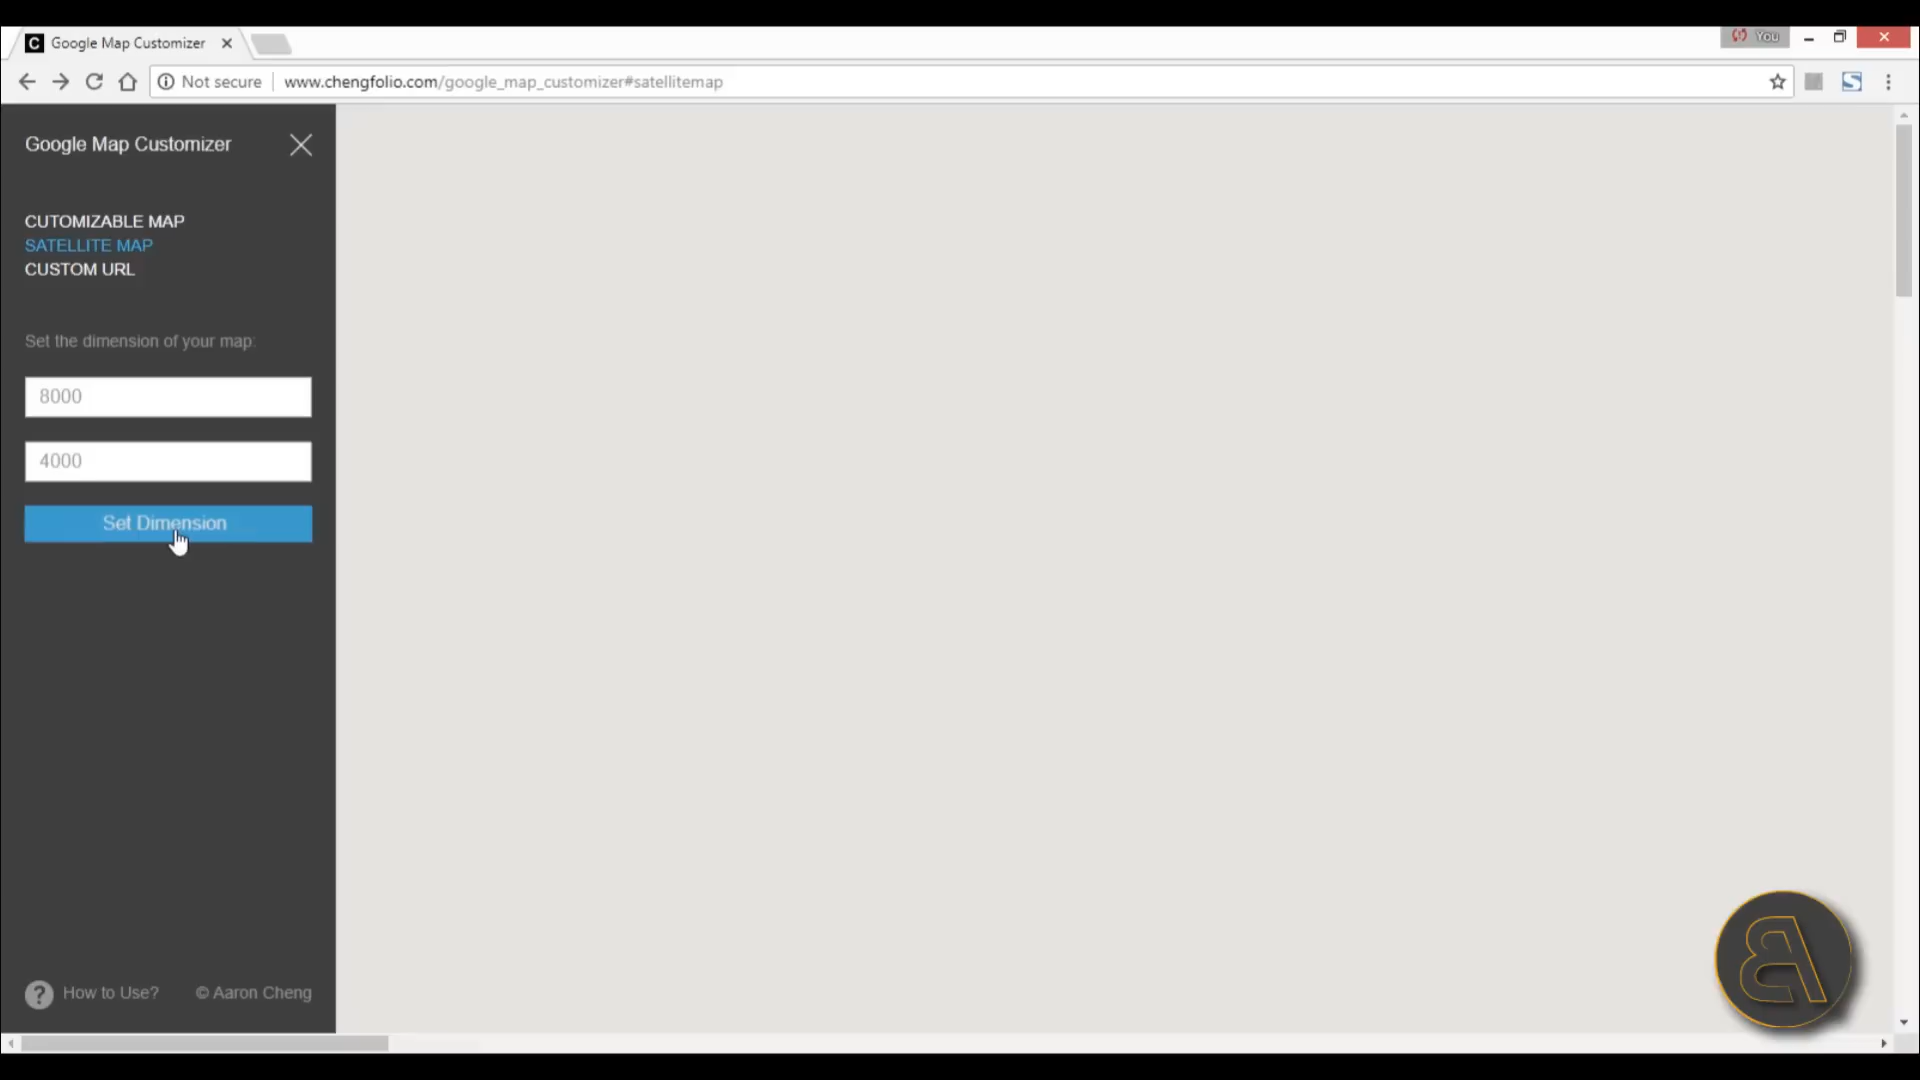 Google Map Customizer
You
Not secure
www.chengfolio.com/google_map_customizer#satellitemap
Google Map Customizer
CUTOMIZABLE MAP
SATELLITE MAP
CUSTOM URL
Set the dimension of your map:
8000
4000
Set Dimension
? How to Use?
© Aaron Cheng